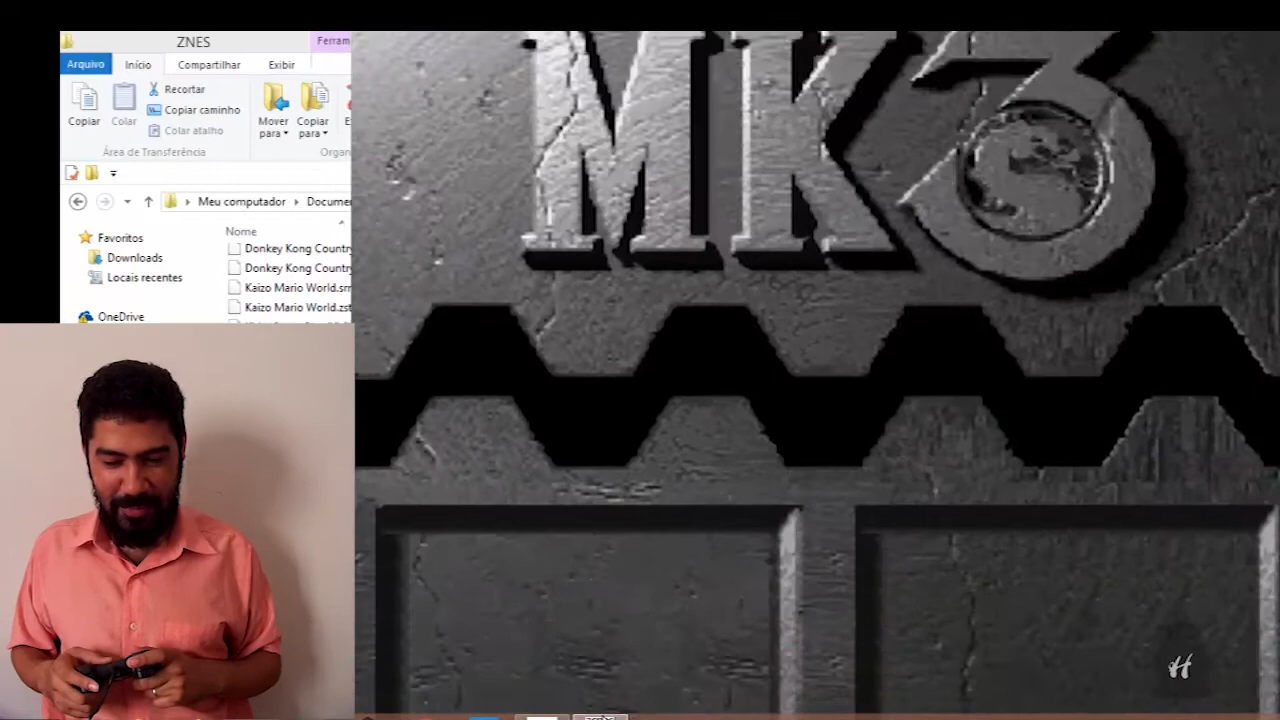 ZNES
Ferram
Arquivo
Início
Compartilhar
Exibir
Copiar
Colar
Recortar
Copiar caminho
Colar atalho
Mover
para
Copiar
para
Área de Transferência
Organ
Meu computador
Docume
Favoritos
Downloads
Locais recentes
OneDrive
Nome
Donkey Kong Country
Donkey Kong Country
Kaizo Mario World.srm
Kaizo Mario World.zst
MK3
H